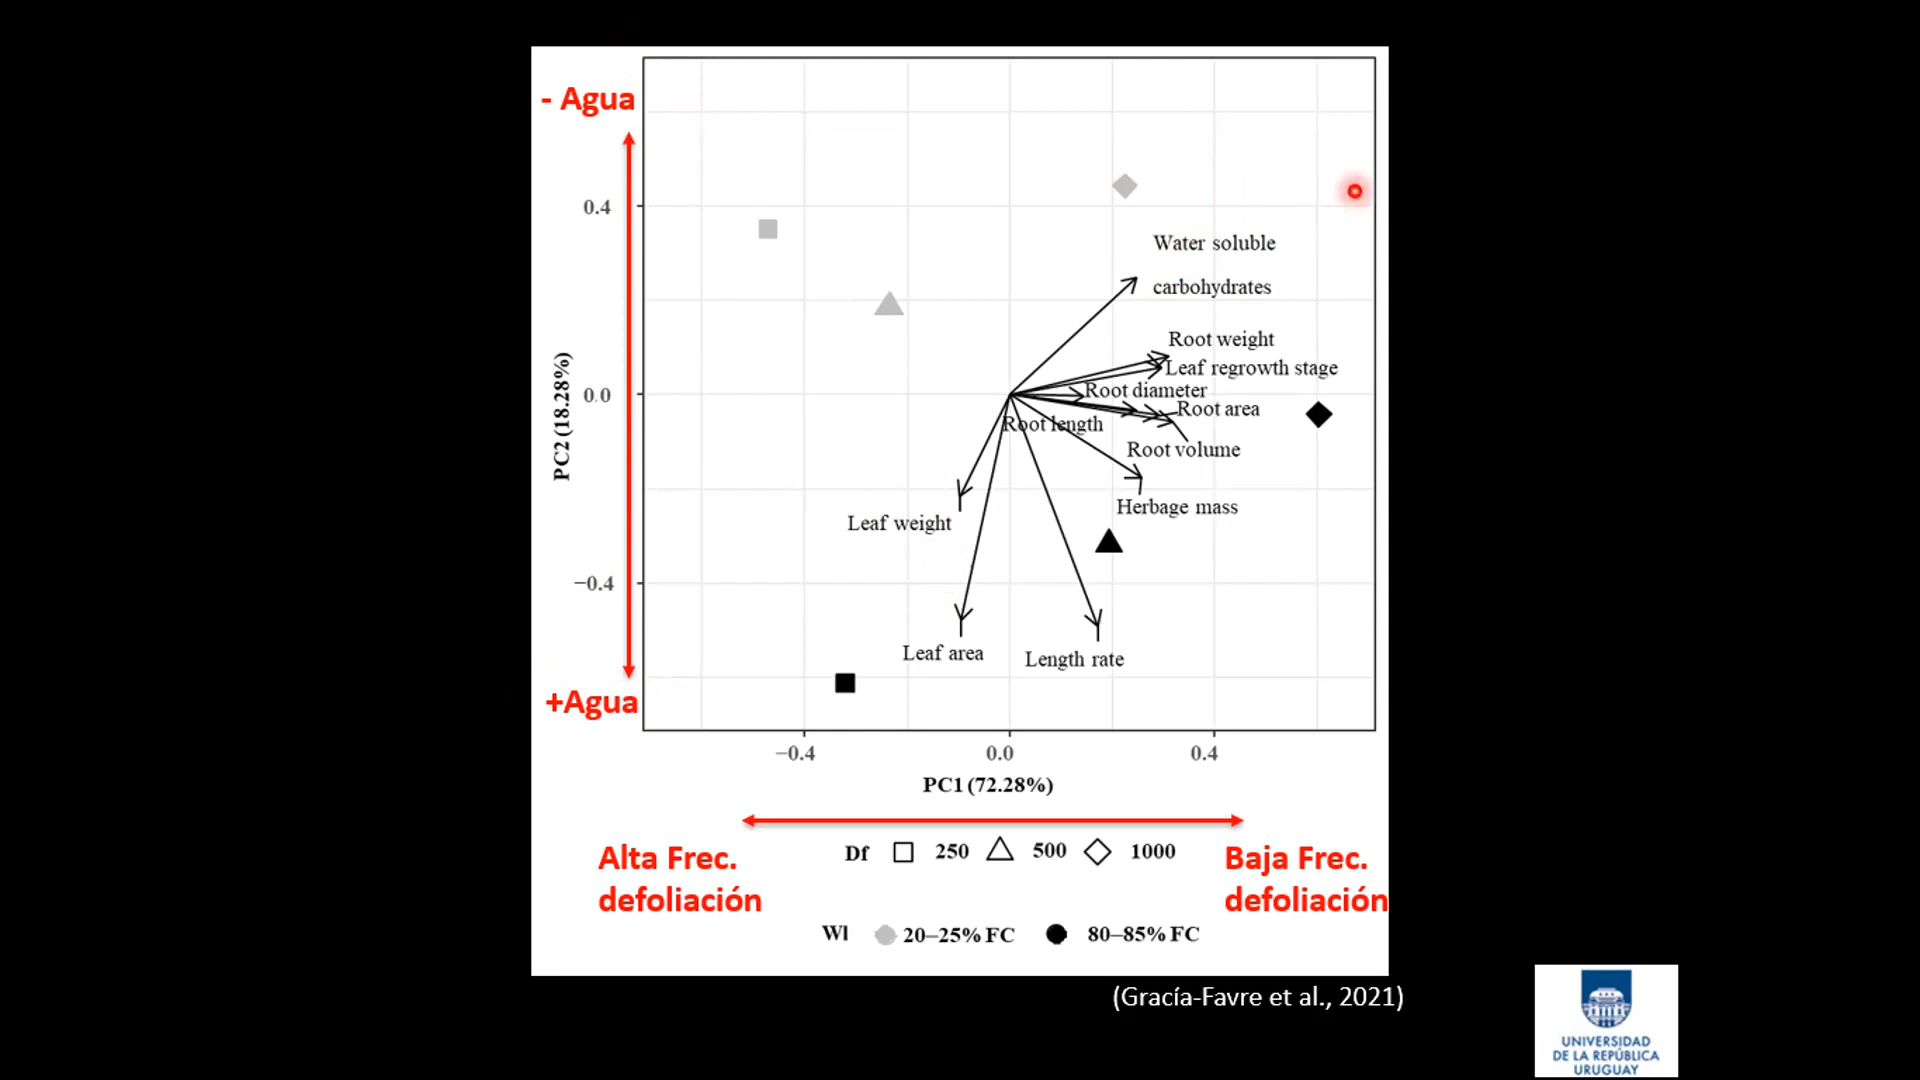 - Agua
0.4
Water soluble
carbohydrates
Root weight
Leaf regrowth stage
Root diameter
0.0
Root area
Root length
Root volume
PC2 (18.28%)
Herbage mass
Leaf weight
−0.4
Leaf area
Length rate
+Agua
−0.4 0.0 0.4
PC1 (72.28%)
Df 250 500 1000
Alta Frec.
defoliación
Baja Frec.
defoliación
Wl 20–25% FC 80–85% FC
(Gracía-Favre et al., 2021)
UNIVERSIDAD
DE LA REPÚBLICA
URUGUAY